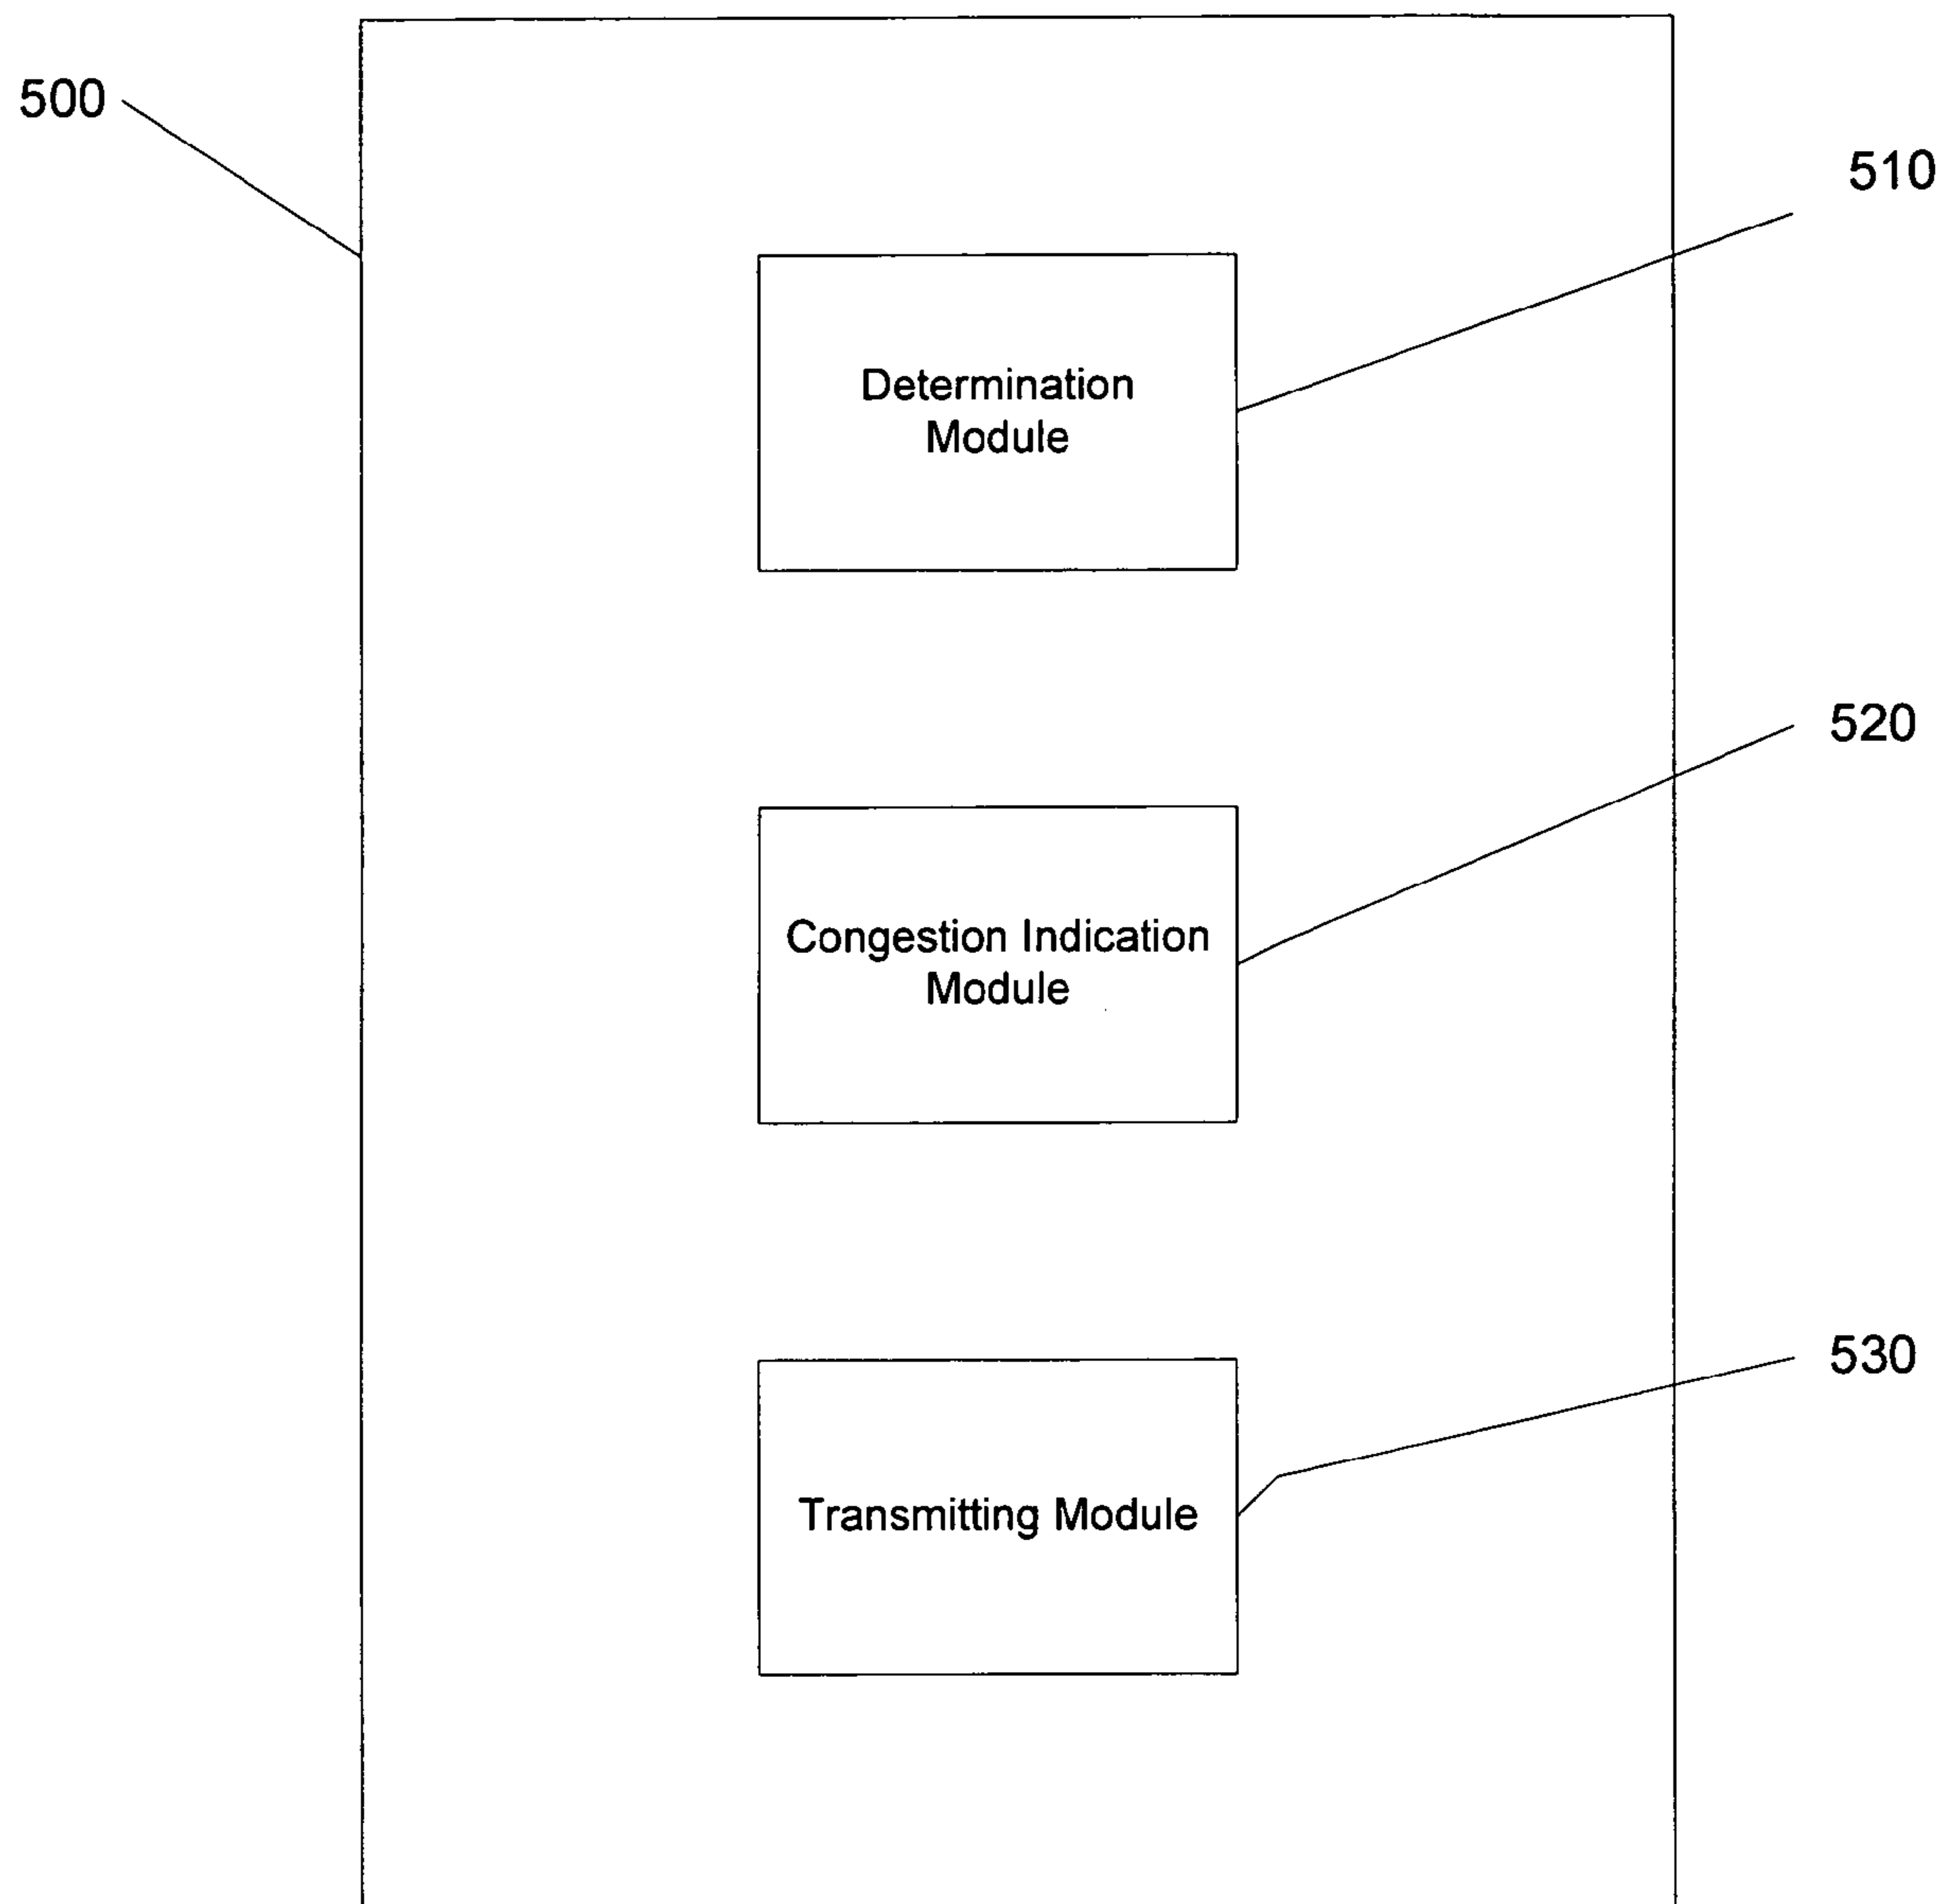 500
510
Determination
Module
520
Congestion Indication
Module
530
Transmitting Module